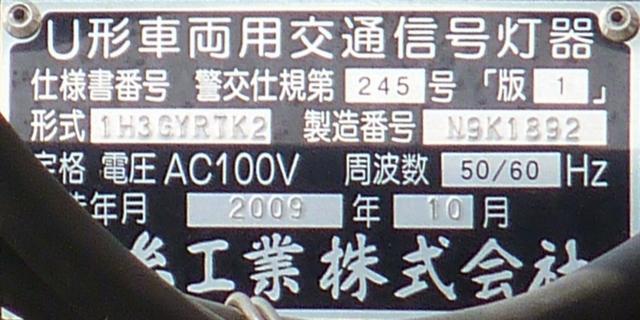 U形車両用交通信号灯器
仕様書番号 警交仕規第 245 号 「版 1 」
形式 1H3GYRTK2 製造番号 N9K1892
定格 電圧 AC100V 周波数 50/60 Hz
造年月 2009 年 10 月
工業株式会社